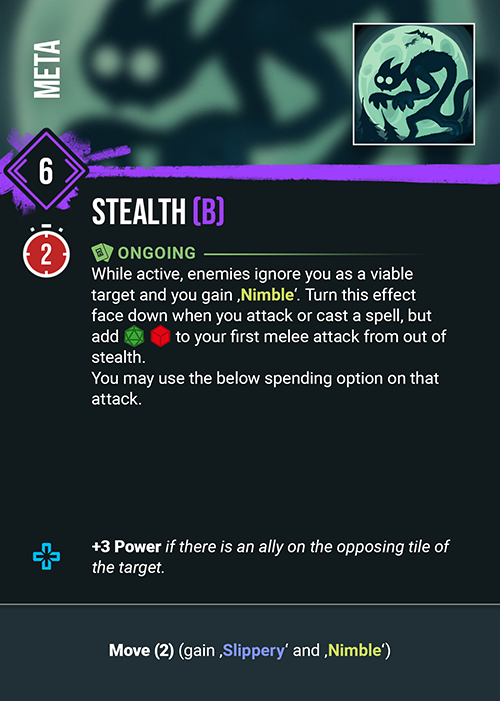 META
6
STEALTH (B)
2
ONGOING
While active, enemies ignore you as a viable
target and you gain ‚Nimble‘. Turn this effect
face down when you attack or cast a spell, but
add to your first melee attack from out of
stealth.
You may use the below spending option on that
attack.
+3 Power if there is an ally on the opposing tile of
the target.
Move (2) (gain ‚Slippery‘ and ‚Nimble‘)